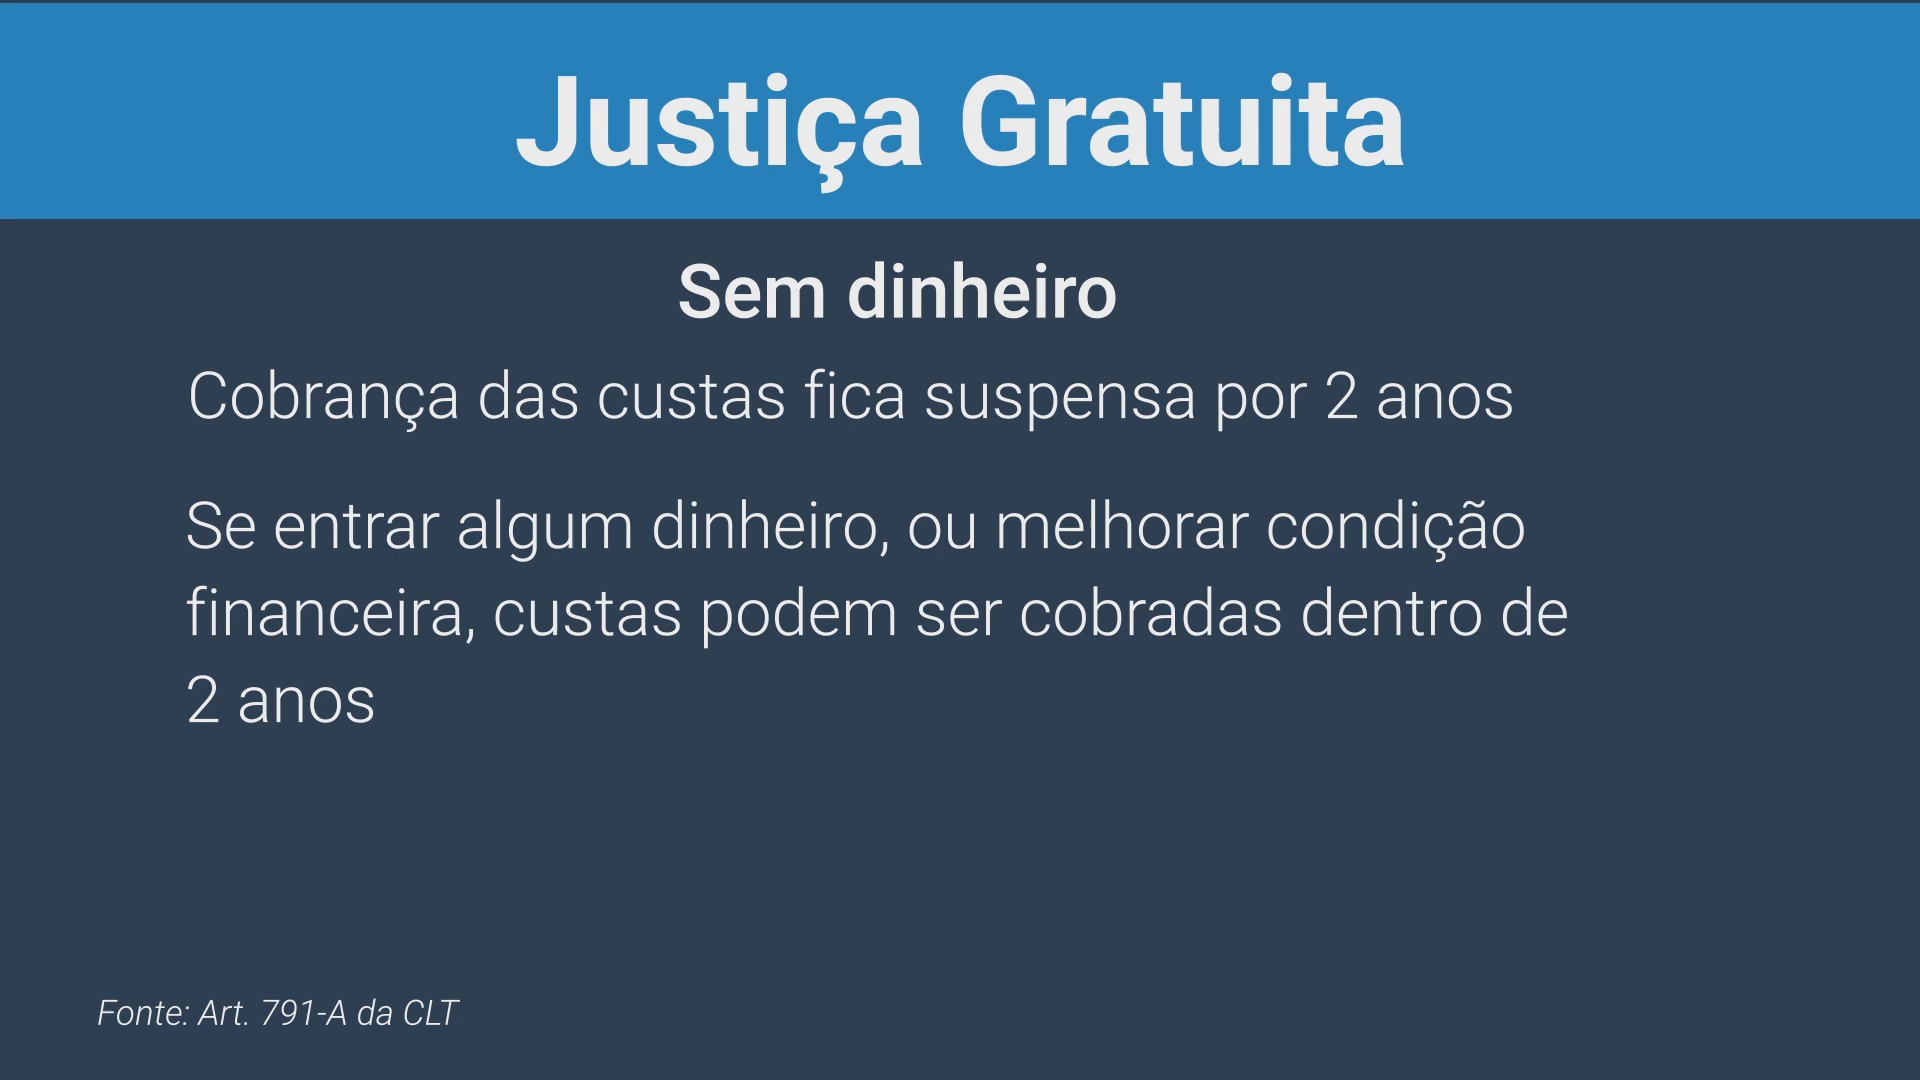 Justiça Gratuita
Sem dinheiro
Cobrança das custas fica suspensa por 2 anos
Se entrar algum dinheiro, ou melhorar condição
financeira, custas podem ser cobradas dentro de
2 anos
Fonte: Art. 791-A da CLT